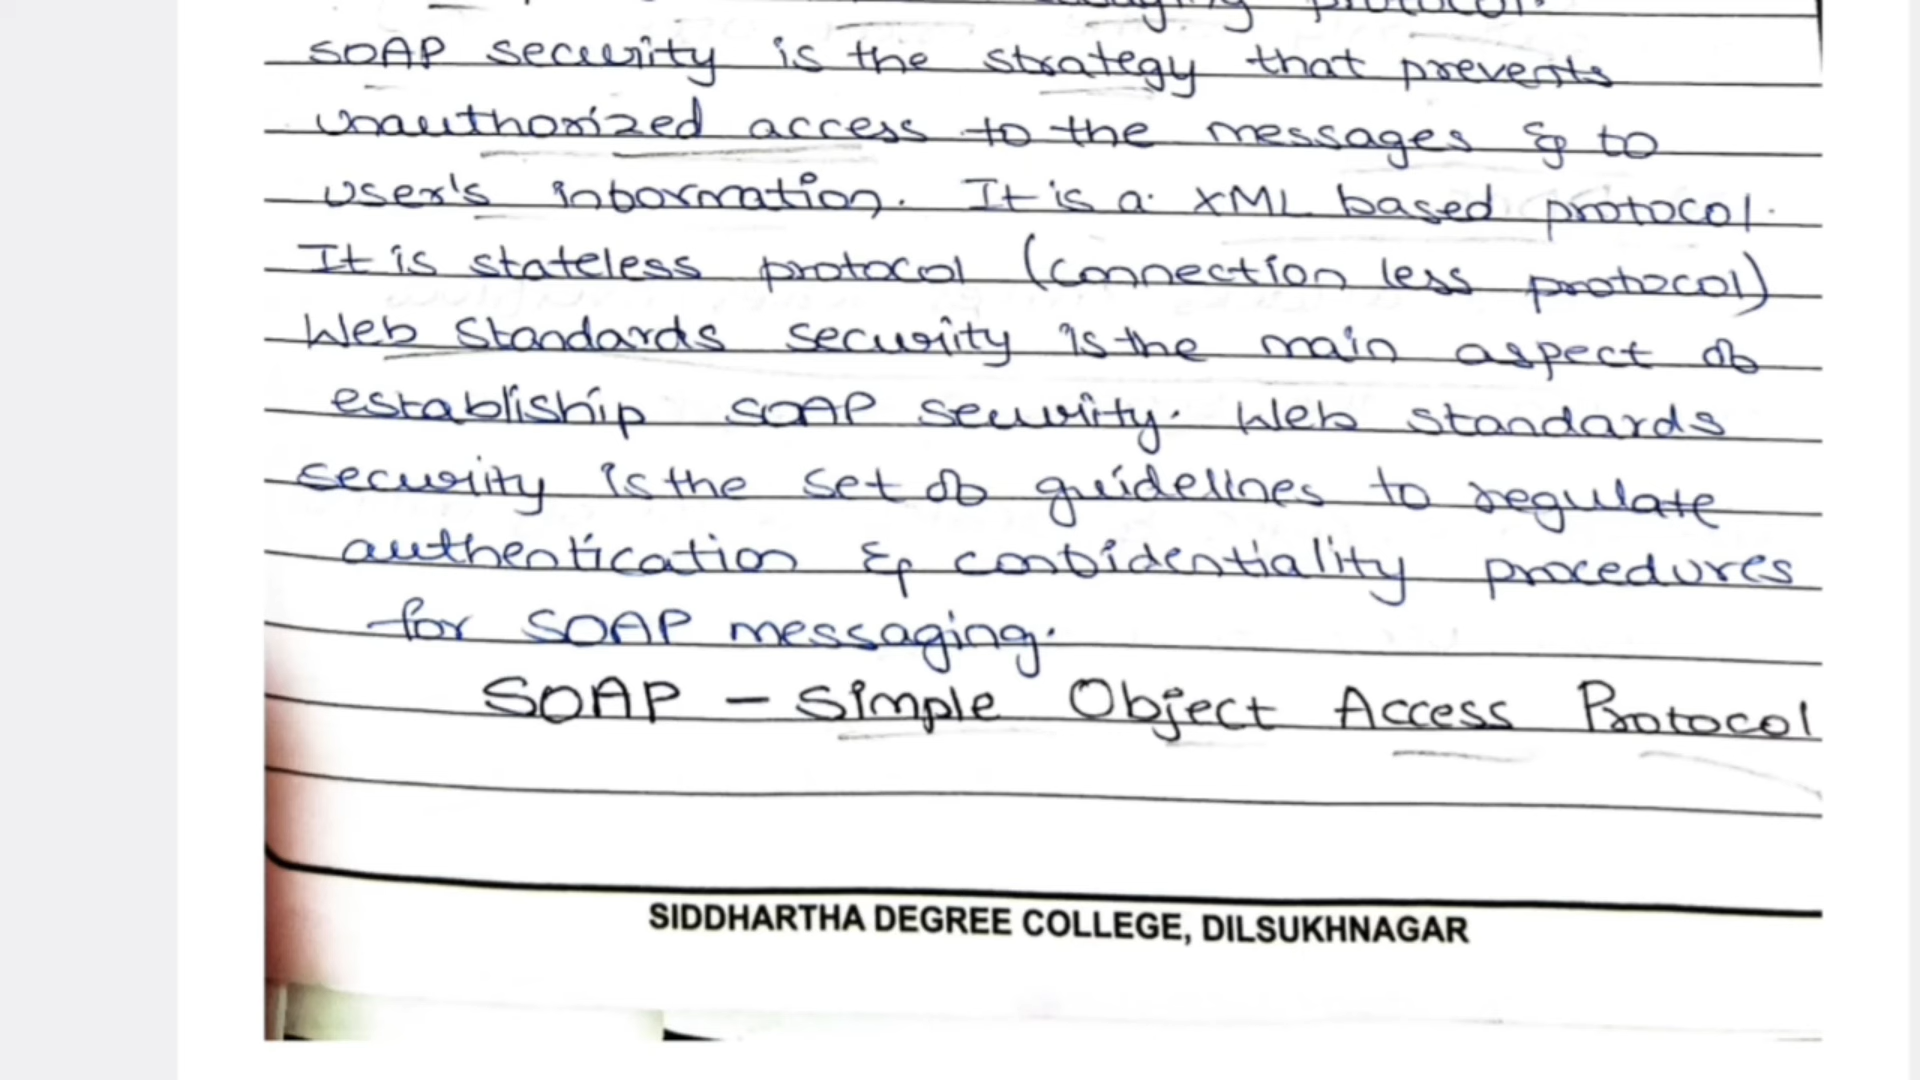 protocol.
SOAP security is the strategy that prevents
unauthorized access to the messages & to
user's information. It is a XML based protocol.
It is stateless protocol (connection less protocol)
Web Standards security is the main aspect of
establiship SOAP security. Web standards
security is the set of guidelines to regulate
authentication & confidentiality procedures
for SOAP messaging.
SOAP - Simple Object Access Protocol
SIDDHARTHA DEGREE COLLEGE, DILSUKHNAGAR